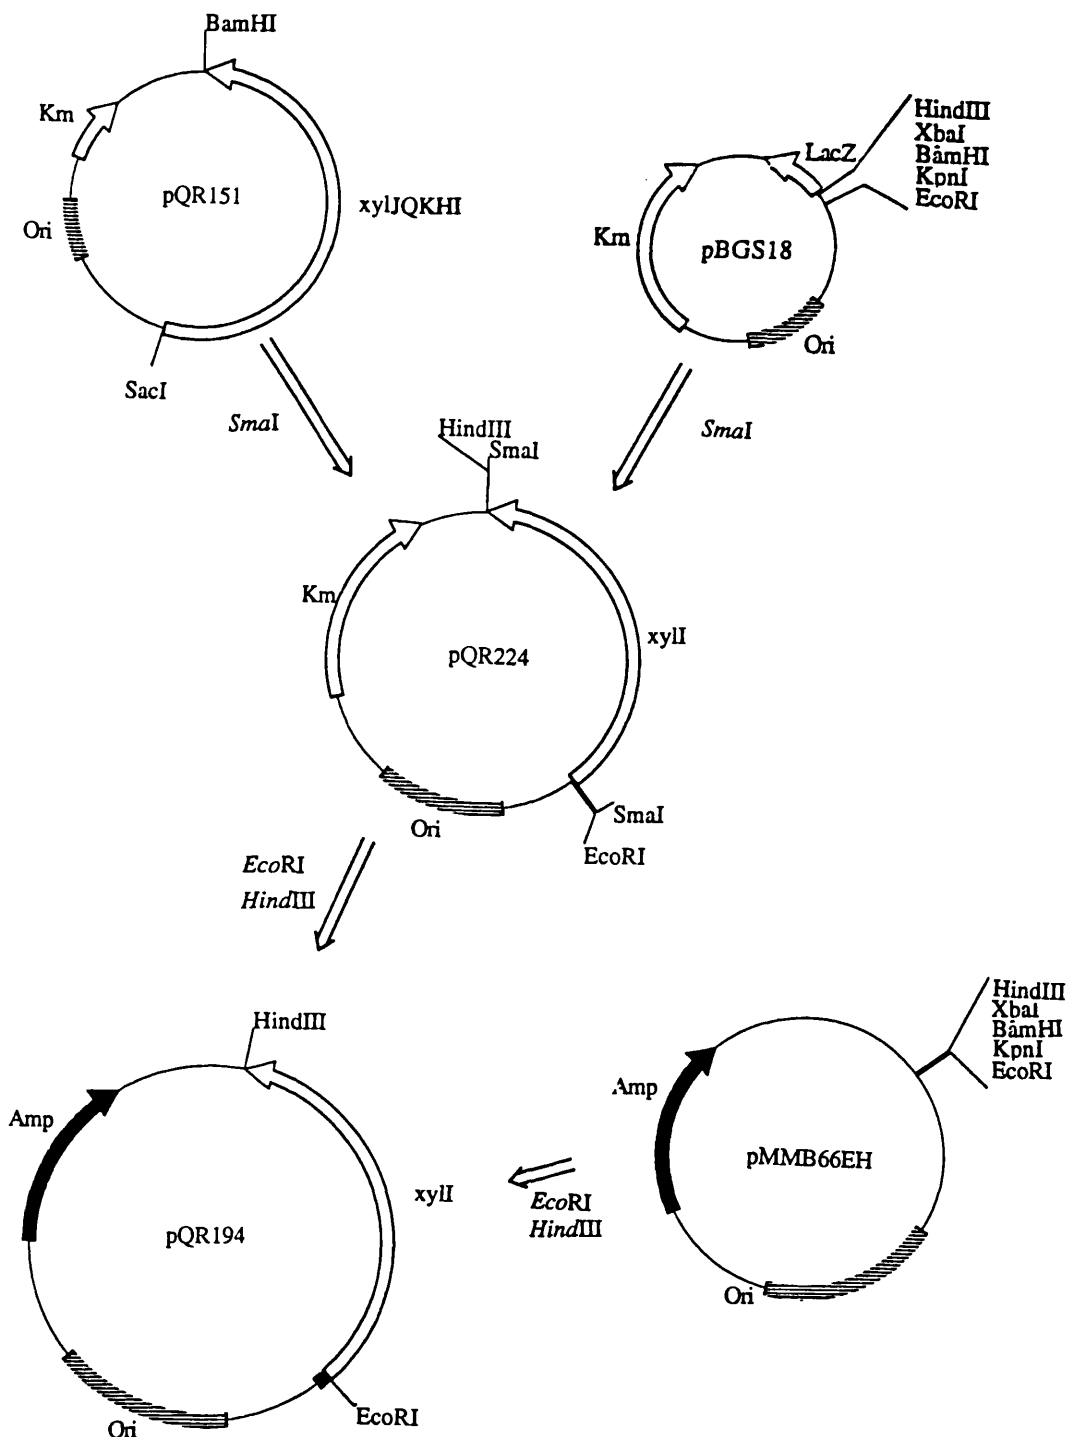 BamHI
Km
pQR151
xylJQKHI
Ori
SacI
HindIII
XbaI
BamHI
KpnI
EcoRI
LacZ
Km
pBGS18
Ori
SmaI
SmaI
HindIII
SmaI
Km
xylI
pQR224
SmaI
Ori
EcoRI
EcoRI
HindIII
HindIII
Amp
xylI
pQR194
EcoRI
Ori
HindIII
XbaI
BamHI
KpnI
EcoRI
Amp
pMMB66EH
EcoRI
HindIII
Ori